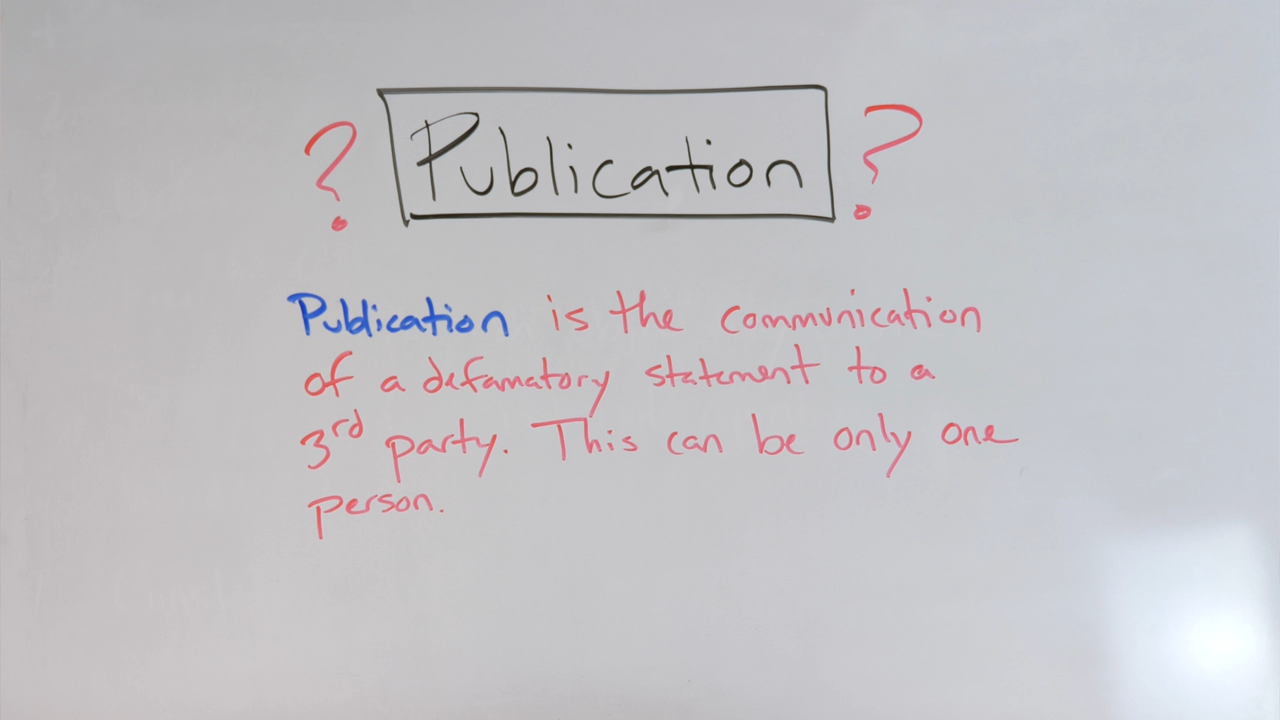 ? Publication ?
Publication is the communication
of a defamatory statement to a
3rd party. This can be only one
person.